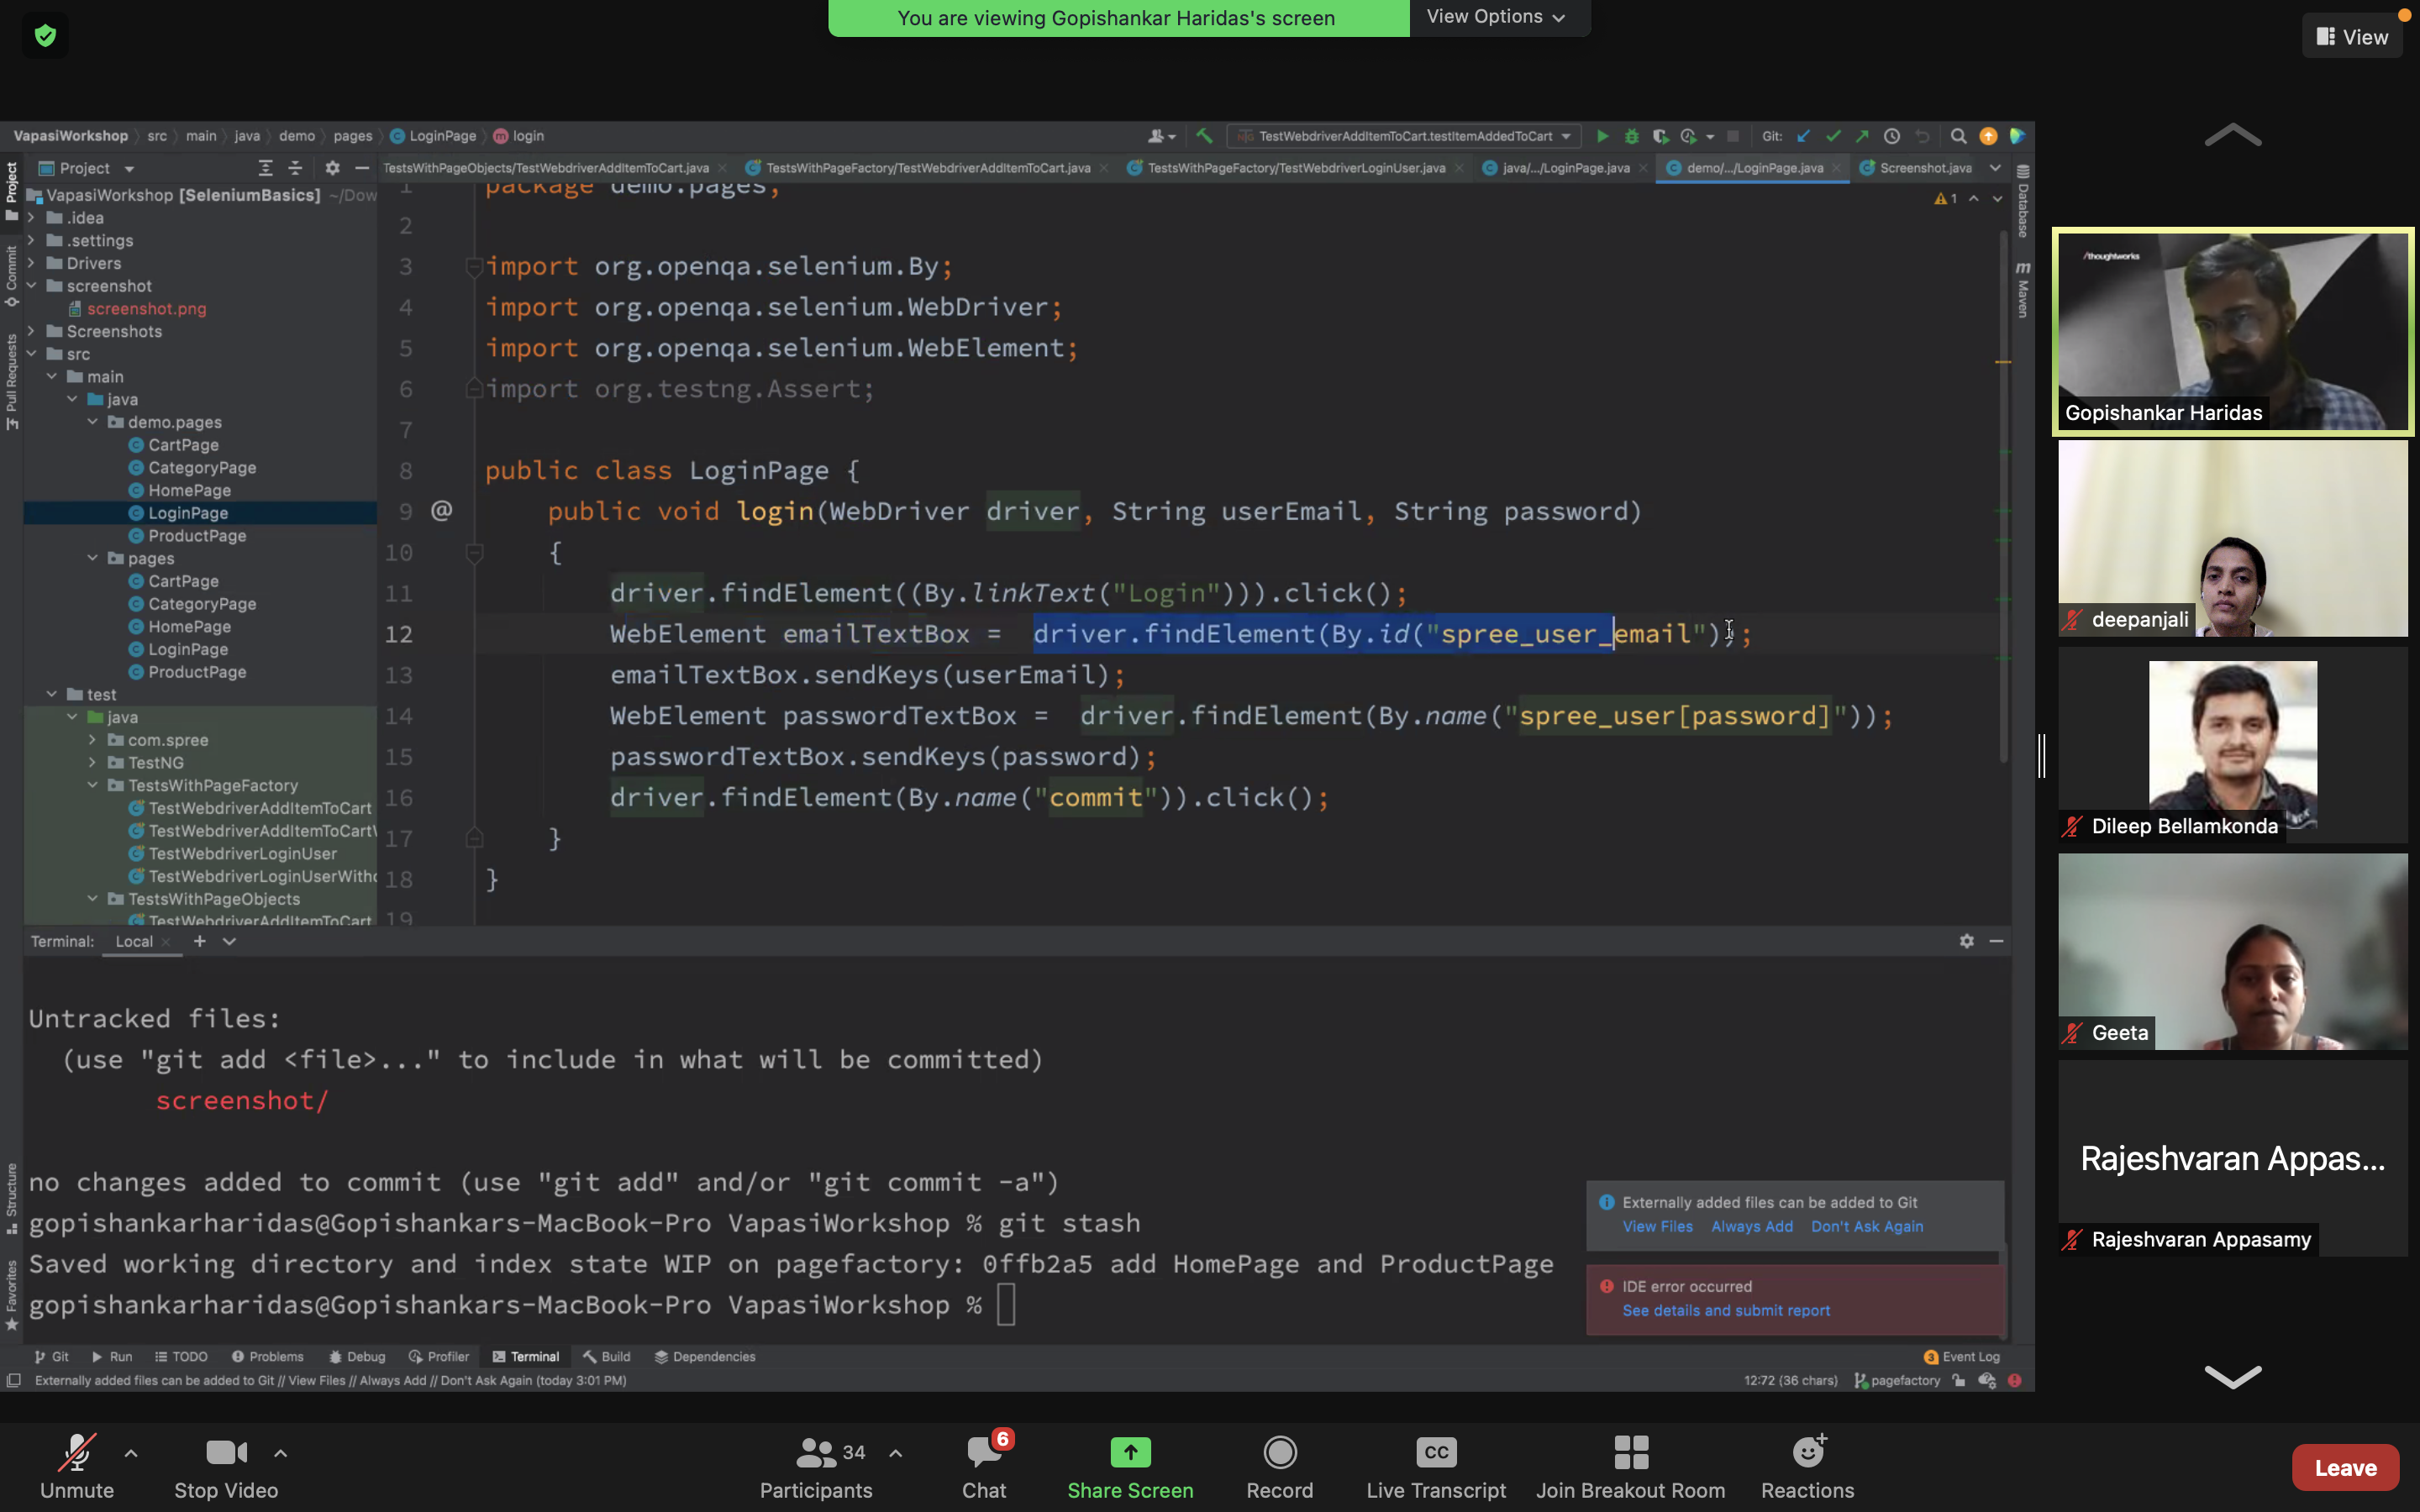 You are viewing Gopishankar Haridas's screen
View Options
View
VapasiWorkshop src main java demo pages LoginPage login
TestWebdriverAddItemToCart.testItemAddedToCart
Git:
Project
TestsWithPageObjects/TestWebdriverAddItemToCart.java
TestsWithPageFactory/TestWebdriverAddItemToCart.java
TestsWithPageFactory/TestWebdriverLoginUser.java
java/.../LoginPage.java
demo/.../LoginPage.java
Screenshot.java
Project
Commit
Pull Requests
Structure
Favorites
Database
Maven
VapasiWorkshop [SeleniumBasics] ~/Dow
.idea
.settings
Drivers
screenshot
screenshot.png
Screenshots
src
main
java
demo.pages
CartPage
CategoryPage
HomePage
LoginPage
ProductPage
pages
CartPage
CategoryPage
HomePage
LoginPage
ProductPage
test
java
com.spree
TestNG
TestsWithPageFactory
TestWebdriverAddItemToCart
TestWebdriverAddItemToCart
TestWebdriverLoginUser
TestWebdriverLoginUserWitho
TestsWithPageObjects
TestWebdriverAddItemToCart
1
1 package demo.pages;
2
3 import org.openqa.selenium.By;
4 import org.openqa.selenium.WebDriver;
5 import org.openqa.selenium.WebElement;
6 import org.testng.Assert;
7
8 public class LoginPage {
9 @ public void login(WebDriver driver, String userEmail, String password)
10 {
11 driver.findElement((By.linkText("Login"))).click();
12 WebElement emailTextBox = driver.findElement(By.id("spree_user_email"));
13 emailTextBox.sendKeys(userEmail);
14 WebElement passwordTextBox = driver.findElement(By.name("spree_user[password]"));
15 passwordTextBox.sendKeys(password);
16 driver.findElement(By.name("commit")).click();
17 }
18 }
19
Terminal: Local
Untracked files:
(use "git add <file>..." to include in what will be committed)
screenshot/
no changes added to commit (use "git add" and/or "git commit -a")
gopishankarharidas@Gopishankars-MacBook-Pro VapasiWorkshop % git stash
Saved working directory and index state WIP on pagefactory: 0ffb2a5 add HomePage and ProductPage
gopishankarharidas@Gopishankars-MacBook-Pro VapasiWorkshop %
Externally added files can be added to Git
View Files Always Add Don't Ask Again
IDE error occurred
See details and submit report
Git Run TODO Problems Debug Profiler Terminal Build Dependencies
3 Event Log
Externally added files can be added to Git // View Files // Always Add // Don't Ask Again (today 3:01 PM)
12:72 (36 chars) pagefactory
/thoughtworks
Gopishankar Haridas
deepanjali
Dileep Bellamkonda
Geeta
Rajeshvaran Appas...
Rajeshvaran Appasamy
Unmute
Stop Video
34
Participants
6
Chat
Share Screen
Record
CC
Live Transcript
Join Breakout Room
Reactions
Leave